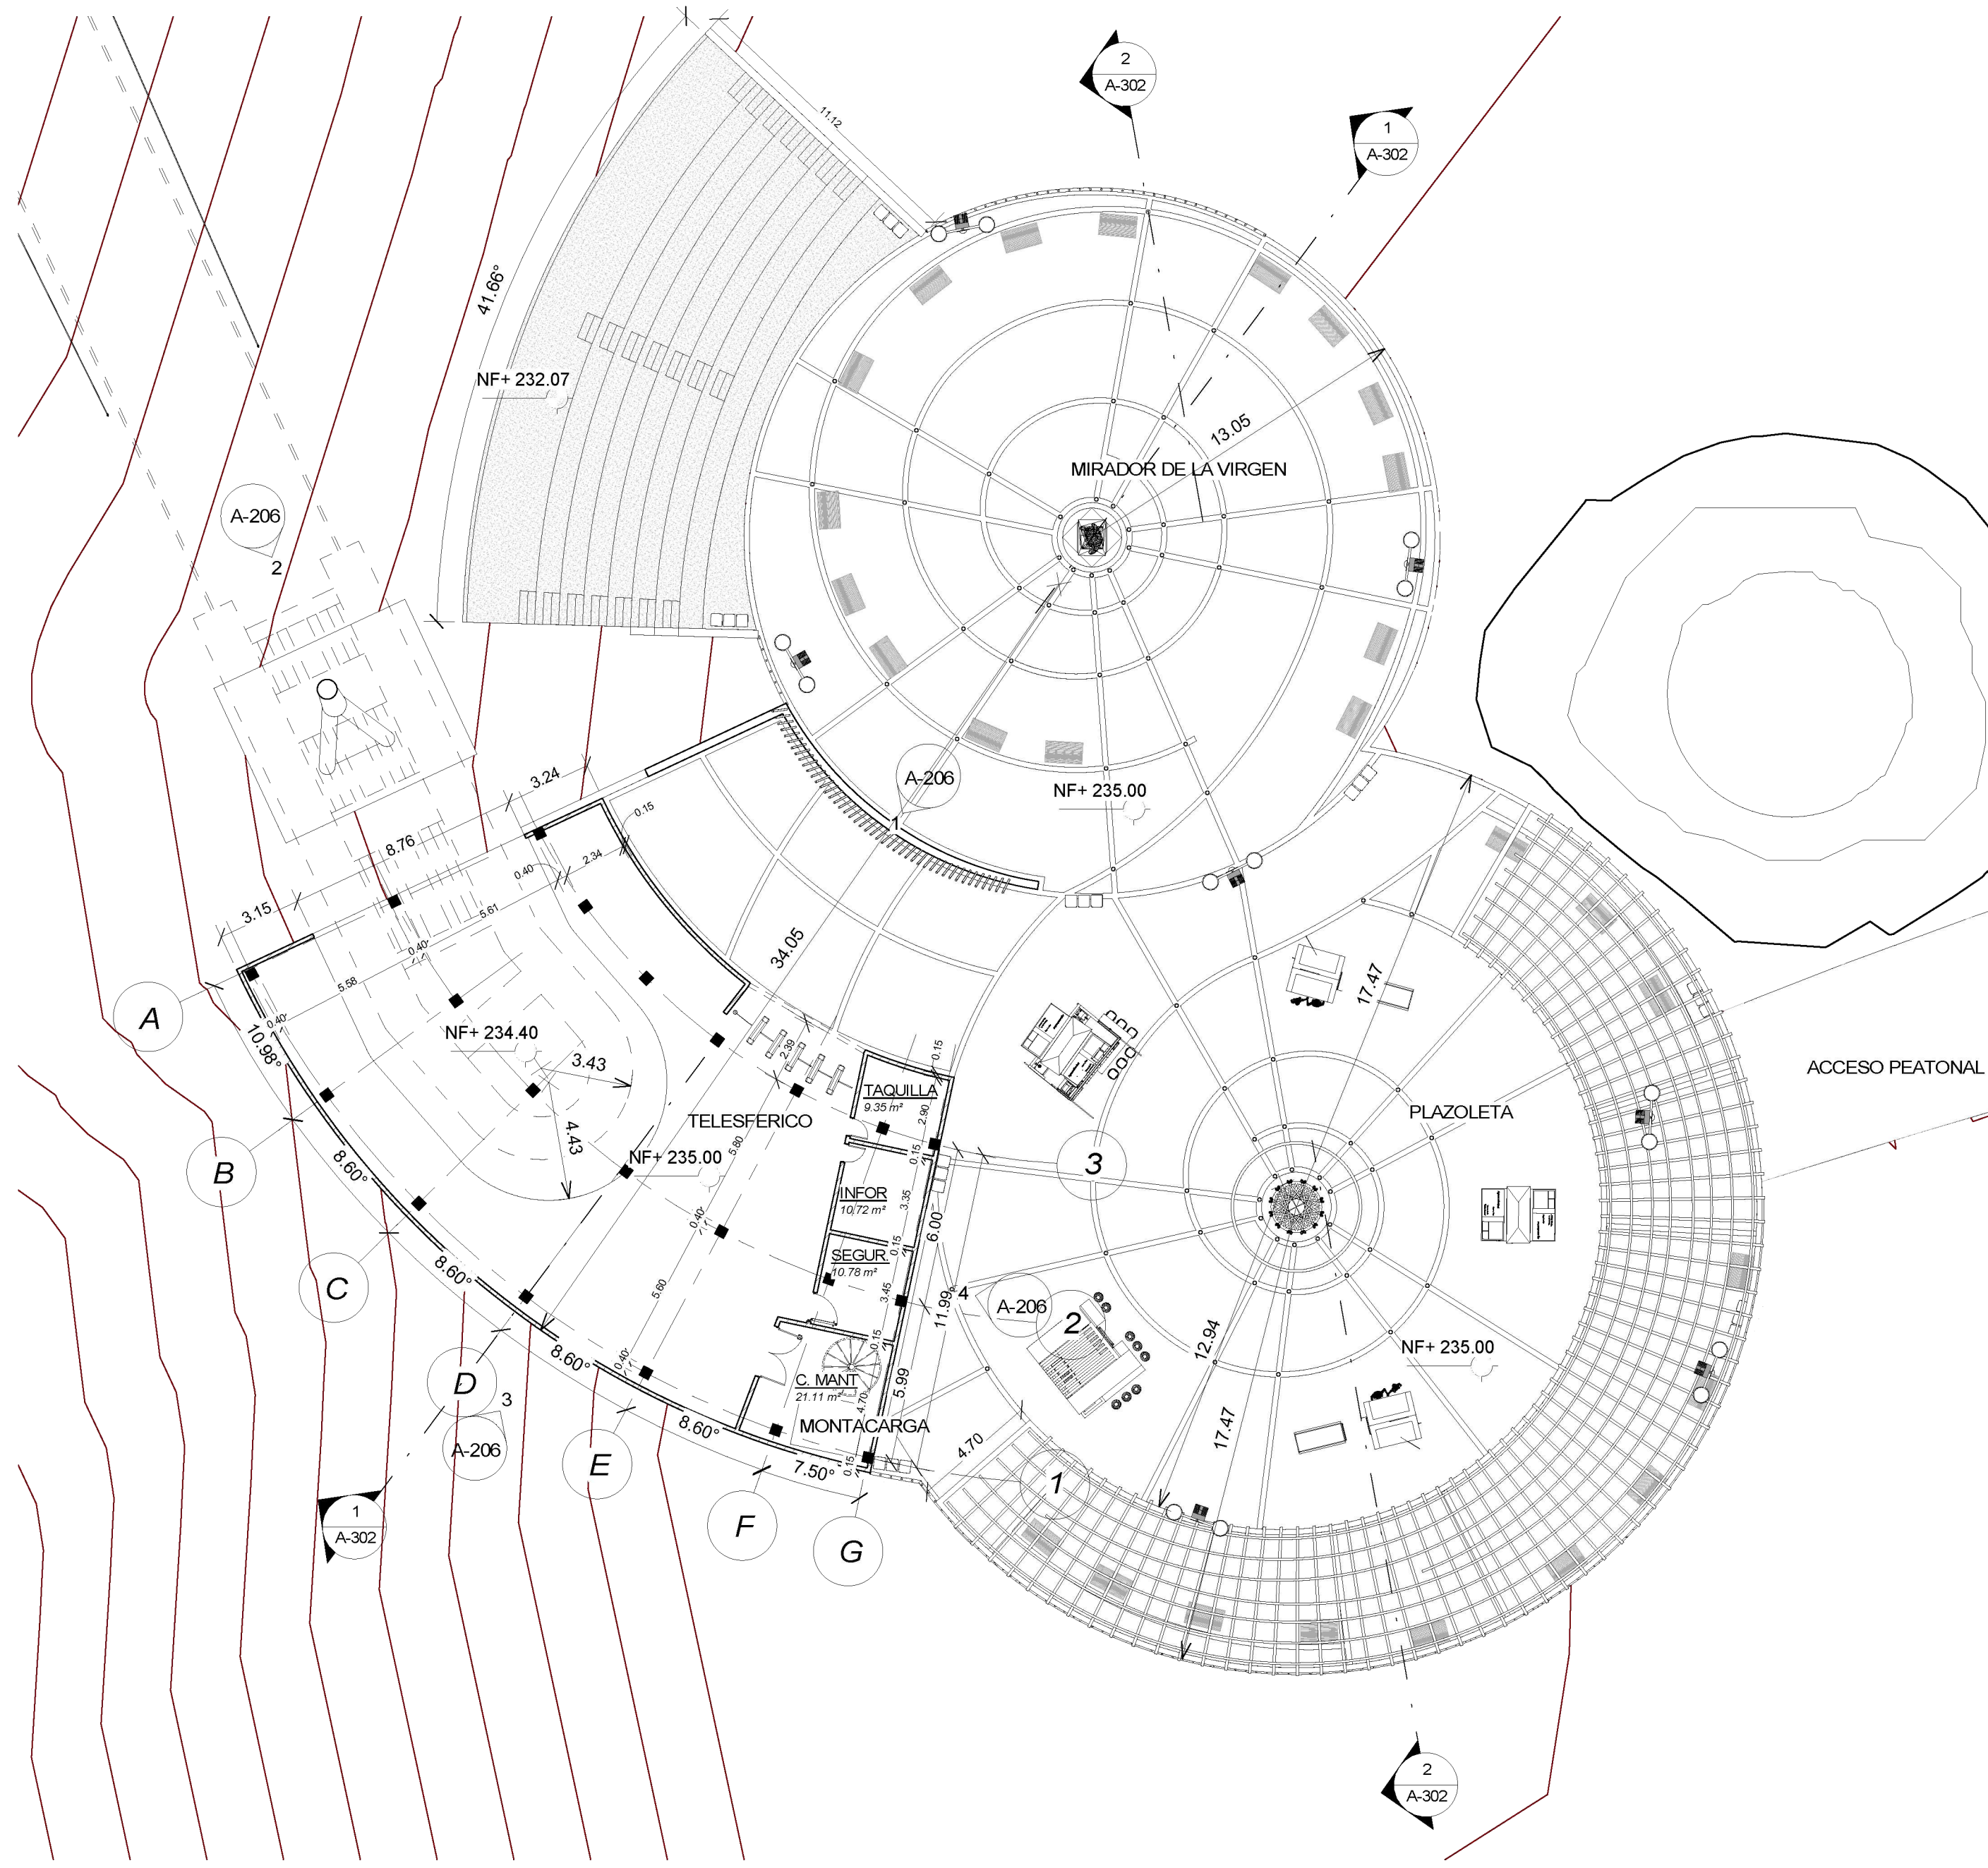 2
A-302
1
A-302
11.12
41.66°
NF+ 232.07
13.05
MIRADOR DE LA VIRGEN
A-206
2
3.24
A-206
1
NF+ 235.00
0.15
8.76
2.34
0.40
3.15
5.61
0.40
5.58
0.40
34.05
17.47
A
10.98°
NF+ 234.40
3.43
4.43
2.39
0.15
TAQUILLA
9.35 m²
2.90
TELESFERICO
5.60
NF+ 235.00
0.15
ACCESO PEATONAL
PLAZOLETA
3
B
8.60°
INFOR
10.72 m²
3.35
0.40
6.00
0.15
SEGUR.
10.78 m²
3.45
C
8.60°
5.60
11.99
4
A-206
2
12.94
NF+ 235.00
0.15
8.60°
0.40
C. MANT
21.11 m²
5.99
4.70
D
3
A-206
MONTACARGA
8.60°
4.70
17.47
E
7.50°
0.15
1
F
G
1
A-302
2
A-302